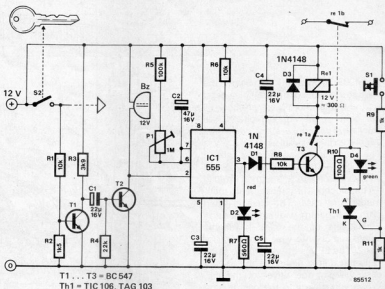 re 1b
12 V
S2
R5
100k
Bz
12V
C2
47µ
16V
R6
10k
1N4148
C4
22µ
16V
D3
Re1
12 V
~ 300 Ω
S1
R9
1k
P1
1M
R1
10k
R3
3k9
8
4
7
6
2
IC1
555
3
5
1
1N
4148
D1
re 1a
R8
10k
T3
R10
100Ω
D4
green
C1
22µ
16V
T2
T1
red
D2
R7
560Ω
C5
22µ
16V
Th1
A
K
G
R2
1k5
R4
22k
C3
22µ
16V
R11
1k
0
T1 . . . T3 = BC 547
Th1 = TIC 106, TAG 103
85512